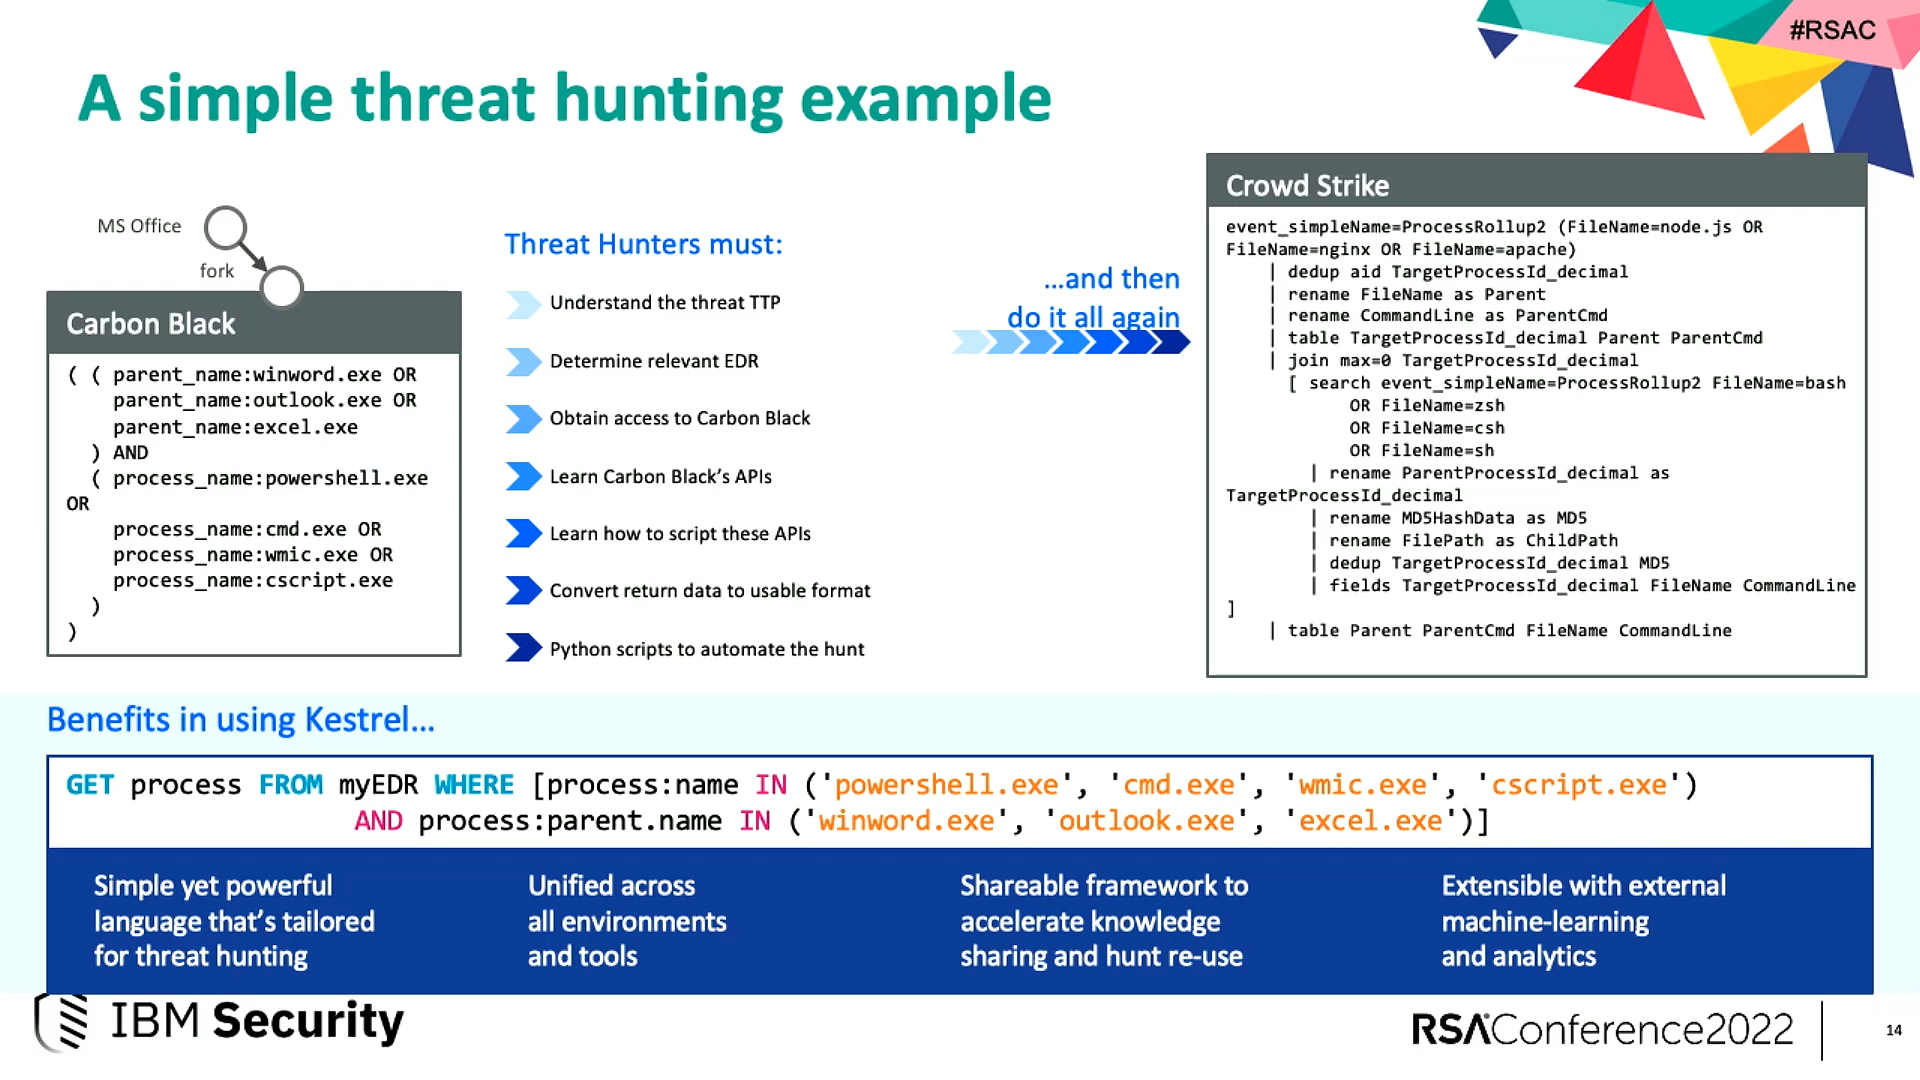 #RSAC
A simple threat hunting example
MS Office
fork
Carbon Black
( ( parent_name:winword.exe OR
parent_name:outlook.exe OR
parent_name:excel.exe
) AND
( process_name:powershell.exe
OR
process_name:cmd.exe OR
process_name:wmic.exe OR
process_name:cscript.exe
)
)
Threat Hunters must:
Understand the threat TTP
Determine relevant EDR
Obtain access to Carbon Black
Learn Carbon Black's APIs
Learn how to script these APIs
Convert return data to usable format
Python scripts to automate the hunt
...and then
do it all again
Crowd Strike
event_simpleName=ProcessRollup2 (FileName=node.js OR
FileName=nginx OR FileName=apache)
| dedup aid TargetProcessId_decimal
| rename FileName as Parent
| rename CommandLine as ParentCmd
| table TargetProcessId_decimal Parent ParentCmd
| join max=0 TargetProcessId_decimal
[ search event_simpleName=ProcessRollup2 FileName=bash
OR FileName=zsh
OR FileName=csh
OR FileName=sh
| rename ParentProcessId_decimal as
TargetProcessId_decimal
| rename MD5HashData as MD5
| rename FilePath as ChildPath
| dedup TargetProcessId_decimal MD5
| fields TargetProcessId_decimal FileName CommandLine
]
| table Parent ParentCmd FileName CommandLine
Benefits in using Kestrel...
GET process FROM myEDR WHERE [process:name IN ('powershell.exe', 'cmd.exe', 'wmic.exe', 'cscript.exe')
AND process:parent.name IN ('winword.exe', 'outlook.exe', 'excel.exe')]
Simple yet powerful
language that's tailored
for threat hunting
Unified across
all environments
and tools
Shareable framework to
accelerate knowledge
sharing and hunt re-use
Extensible with external
machine-learning
and analytics
IBM Security
RSAConference2022
14